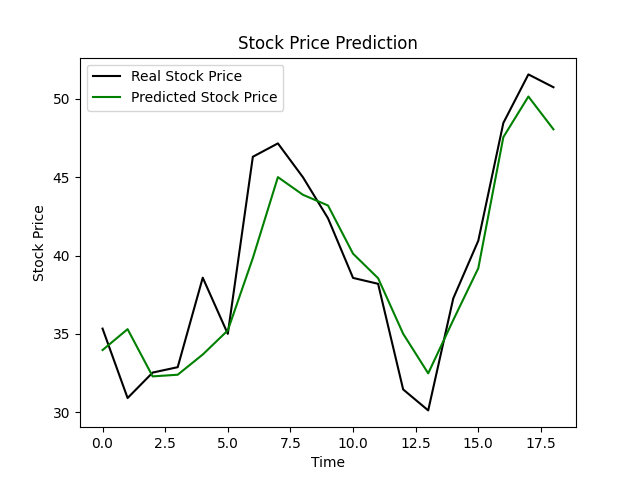 Stock Price Prediction
Real Stock Price
Predicted Stock Price
Stock Price
50
45
40
35
30
0.0 2.5 5.0 7.5 10.0 12.5 15.0 17.5
Time